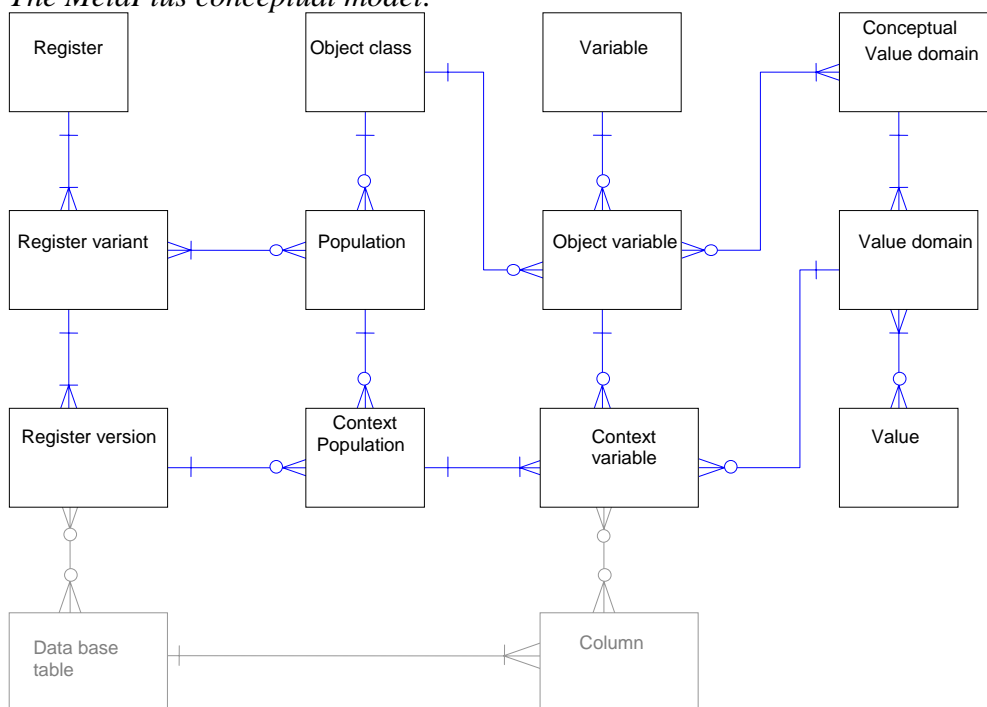 The MetaPlus conceptual model:
Register
Object class
Variable
Conceptual
Value domain
Register variant
Population
Object variable
Value domain
Register version
Context
Population
Context
variable
Value
Data base
table
Column